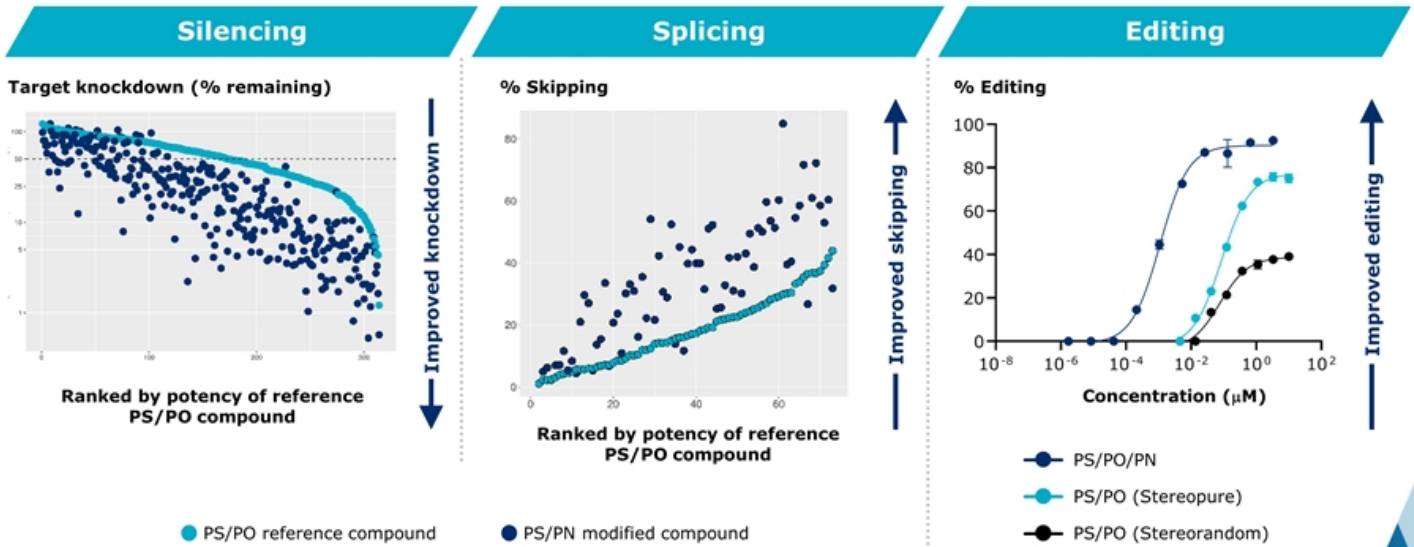 Silencing
Splicing
Editing
Target knockdown (% remaining)
100
50
25
10
5
1
0
100
200
300
Ranked by potency of reference
PS/PO compound
Improved knockdown
% Skipping
80
60
40
20
0
0
20
40
60
Ranked by potency of reference
PS/PO compound
Improved skipping
% Editing
100
80
60
40
20
0
10⁻⁸
10⁻⁶
10⁻⁴
10⁻²
10⁰
10²
Concentration (μM)
Improved editing
PS/PO/PN
PS/PO (Stereopure)
PS/PO (Stereorandom)
PS/PO reference compound
PS/PN modified compound